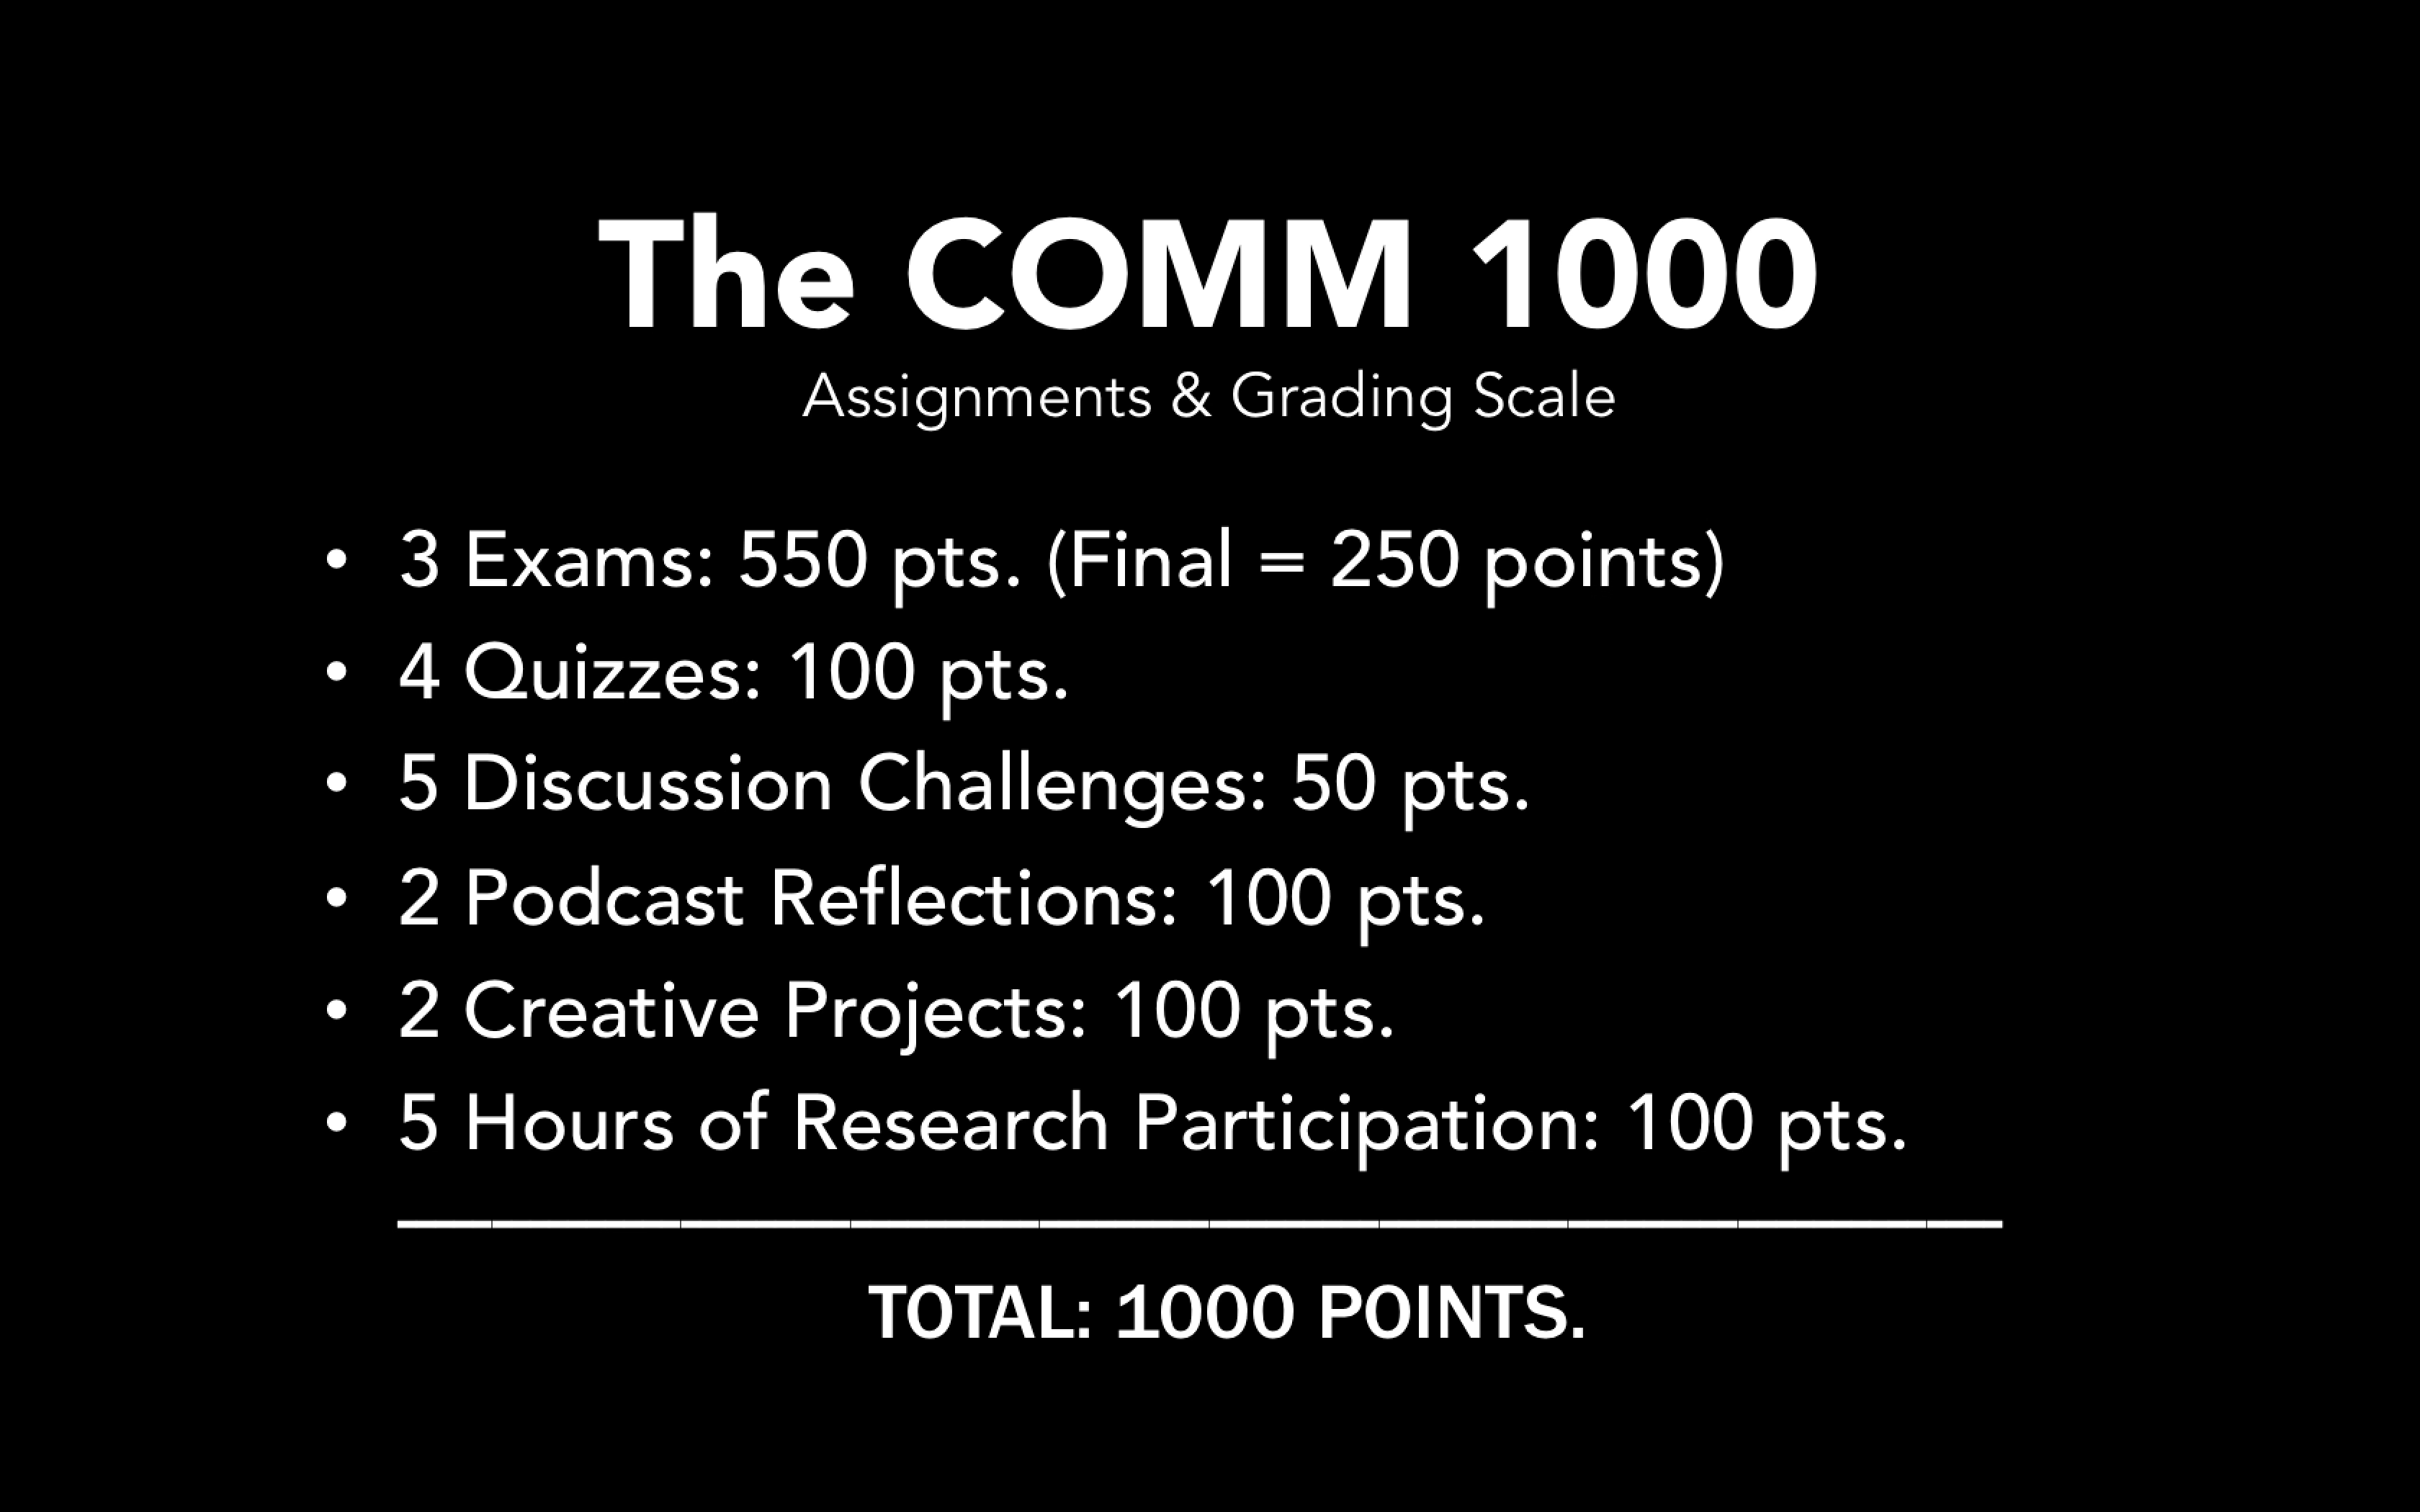 The COMM 1000
Assignments & Grading Scale
• 3 Exams: 550 pts. (Final = 250 points)
• 4 Quizzes: 100 pts.
• 5 Discussion Challenges: 50 pts.
• 2 Podcast Reflections: 100 pts.
• 2 Creative Projects: 100 pts.
• 5 Hours of Research Participation: 100 pts.
TOTAL: 1000 POINTS.